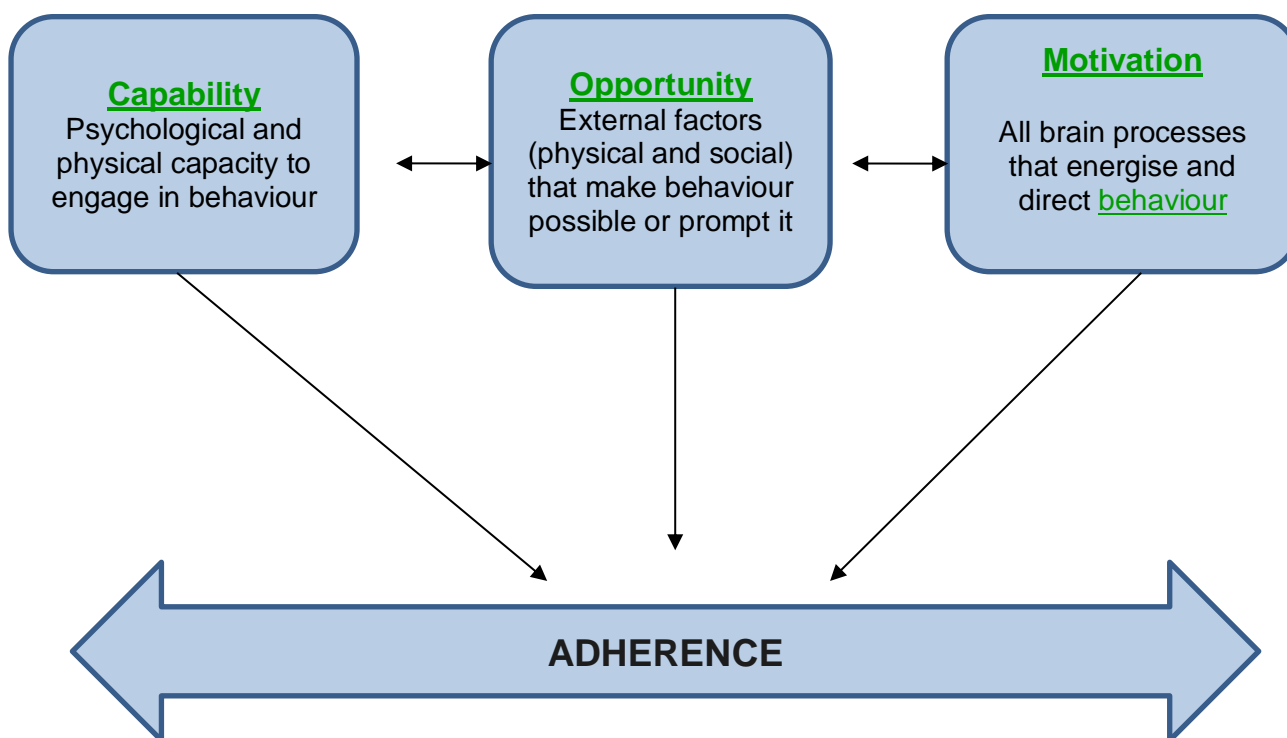 Capability
Psychological and
physical capacity to
engage in behaviour
Opportunity
External factors
(physical and social)
that make behaviour
possible or prompt it
Motivation
All brain processes
that energise and
direct behaviour
ADHERENCE